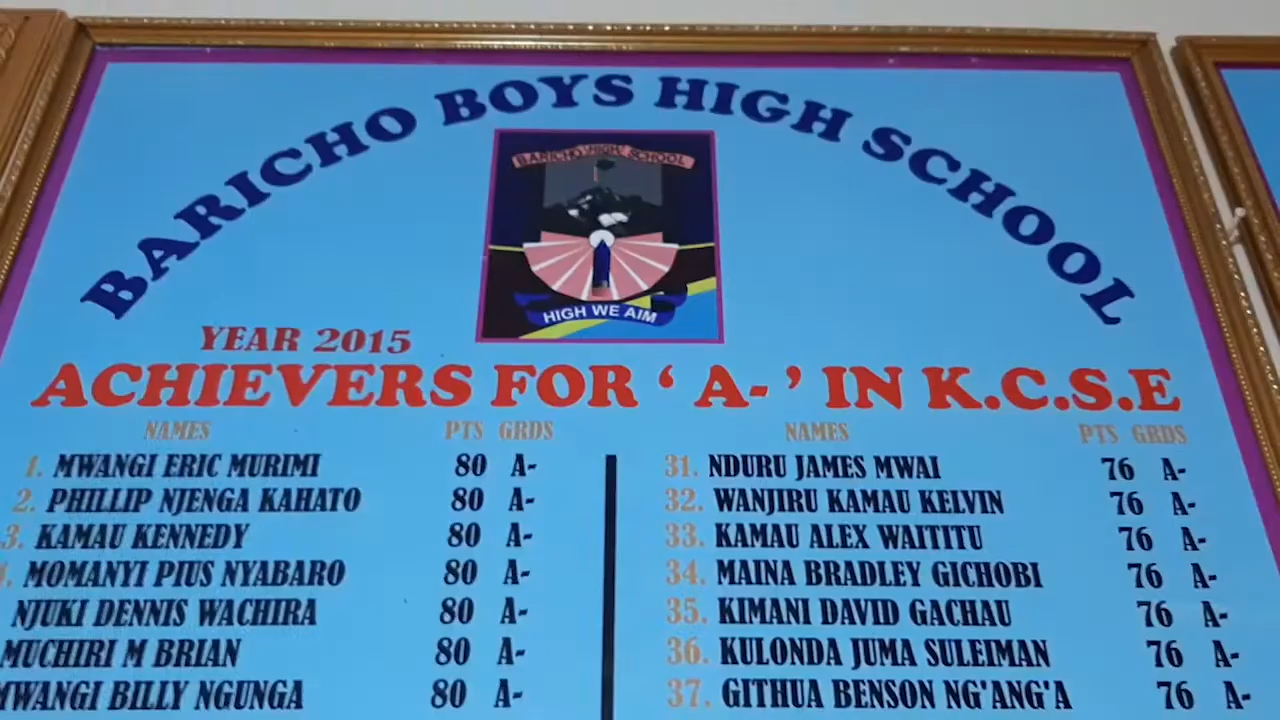 BARICHO BOYS HIGH SCHOOL
BARICHO HIGH SCHOOL
HIGH WE AIM
YEAR 2015
ACHIEVERS FOR ‘ A- ’ IN K.C.S.E
NAMES PTS GRDS
1. MWANGI ERIC MURIMI 80 A-
2. PHILLIP NJENGA KAHATO 80 A-
3. KAMAU KENNEDY 80 A-
MOMANYI PIUS NYABARO 80 A-
NJUKI DENNIS WACHIRA 80 A-
MUCHIRI M BRIAN 80 A-
MWANGI BILLY NGUNGA 80 A-
NAMES PTS GRDS
31. NDURU JAMES MWAI 76 A-
32. WANJIRU KAMAU KELVIN 76 A-
33. KAMAU ALEX WAITITU 76 A-
34. MAINA BRADLEY GICHOBI 76 A-
35. KIMANI DAVID GACHAU 76 A-
36. KULONDA JUMA SULEIMAN 76 A-
37. GITHUA BENSON NG'ANG'A 76 A-